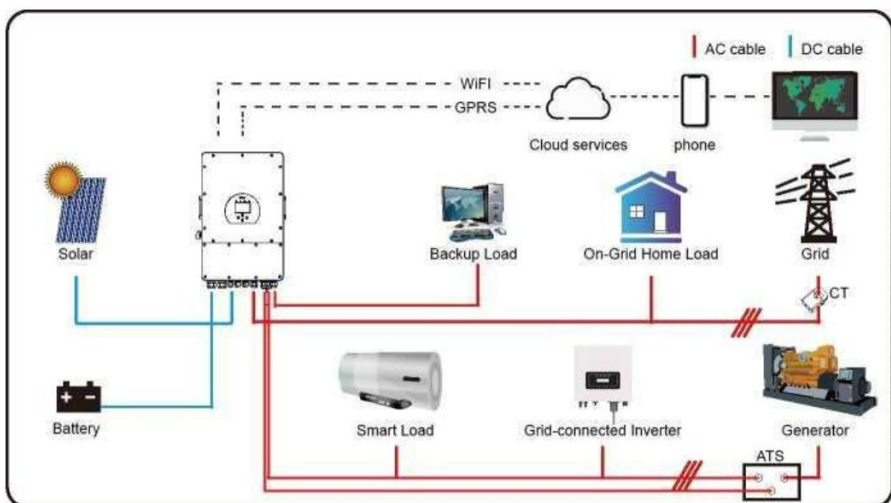 AC cable
DC cable
WiFI
GPRS
Cloud services
phone
Solar
Backup Load
On-Grid Home Load
Grid
CT
Battery
Smart Load
Grid-connected Inverter
Generator
ATS